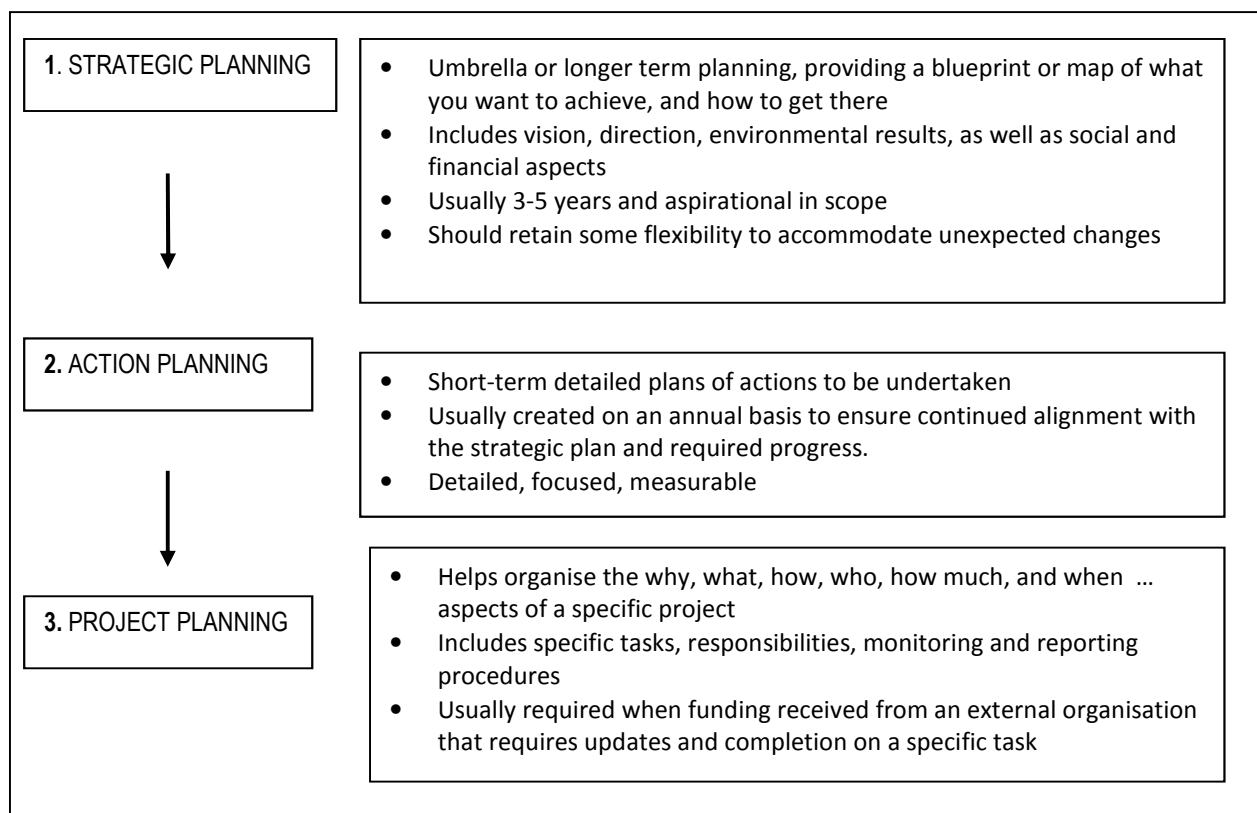 1. STRATEGIC PLANNING
• Umbrella or longer term planning, providing a blueprint or map of what
you want to achieve, and how to get there
• Includes vision, direction, environmental results, as well as social and
financial aspects
• Usually 3-5 years and aspirational in scope
• Should retain some flexibility to accommodate unexpected changes
2. ACTION PLANNING
• Short-term detailed plans of actions to be undertaken
• Usually created on an annual basis to ensure continued alignment with
the strategic plan and required progress.
• Detailed, focused, measurable
3. PROJECT PLANNING
• Helps organise the why, what, how, who, how much, and when …
aspects of a specific project
• Includes specific tasks, responsibilities, monitoring and reporting
procedures
• Usually required when funding received from an external organisation
that requires updates and completion on a specific task